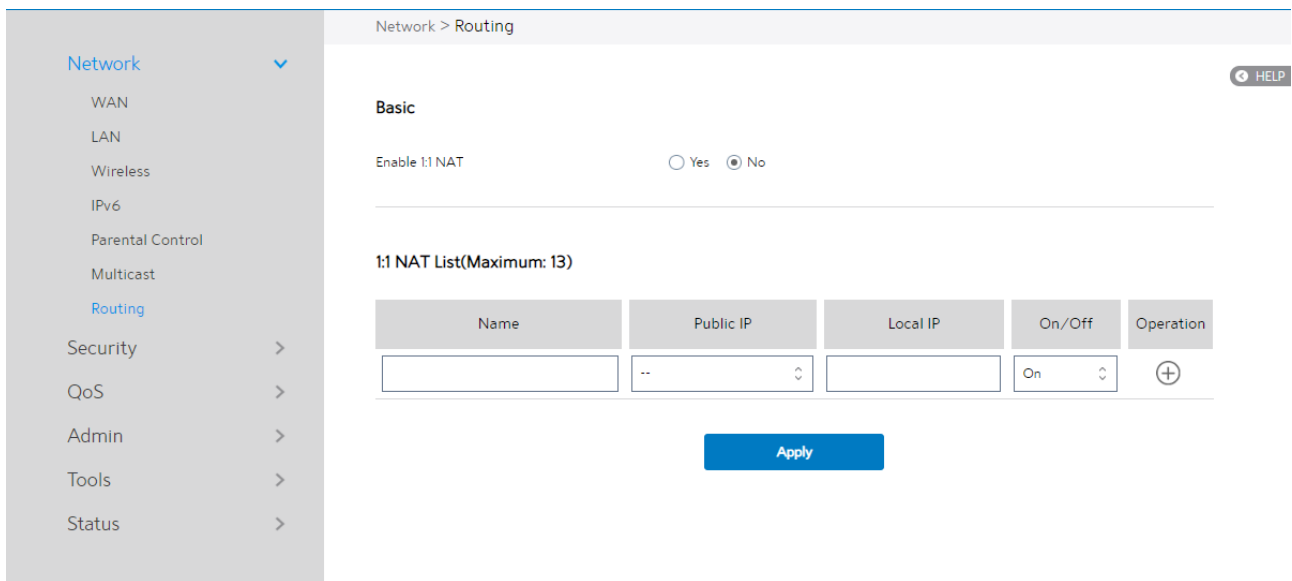 Network > Routing
Network
WAN
LAN
Wireless
IPv6
Parental Control
Multicast
Routing
Security
QoS
Admin
Tools
Status
HELP
Basic
Enable 1:1 NAT Yes No
1:1 NAT List(Maximum: 13)
Name Public IP Local IP On/Off Operation
-- On
Apply